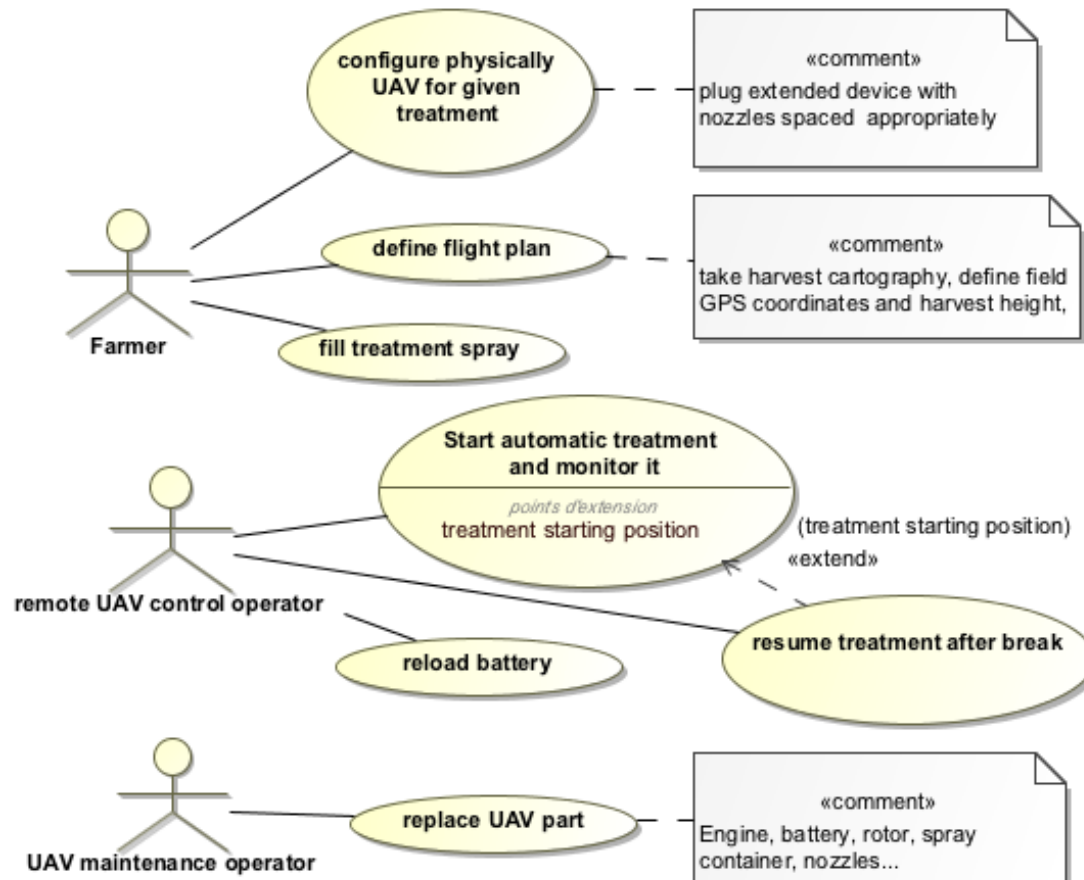 configure physically
UAV for given
treatment
«comment»
plug extended device with
nozzles spaced appropriately
define flight plan
«comment»
take harvest cartography, define field
GPS coordinates and harvest height,
Farmer
fill treatment spray
Start automatic treatment
and monitor it
points d'extension
treatment starting position
(treatment starting position)
«extend»
remote UAV control operator
resume treatment after break
reload battery
«comment»
replace UAV part
Engine, battery, rotor, spray
container, nozzles...
UAV maintenance operator